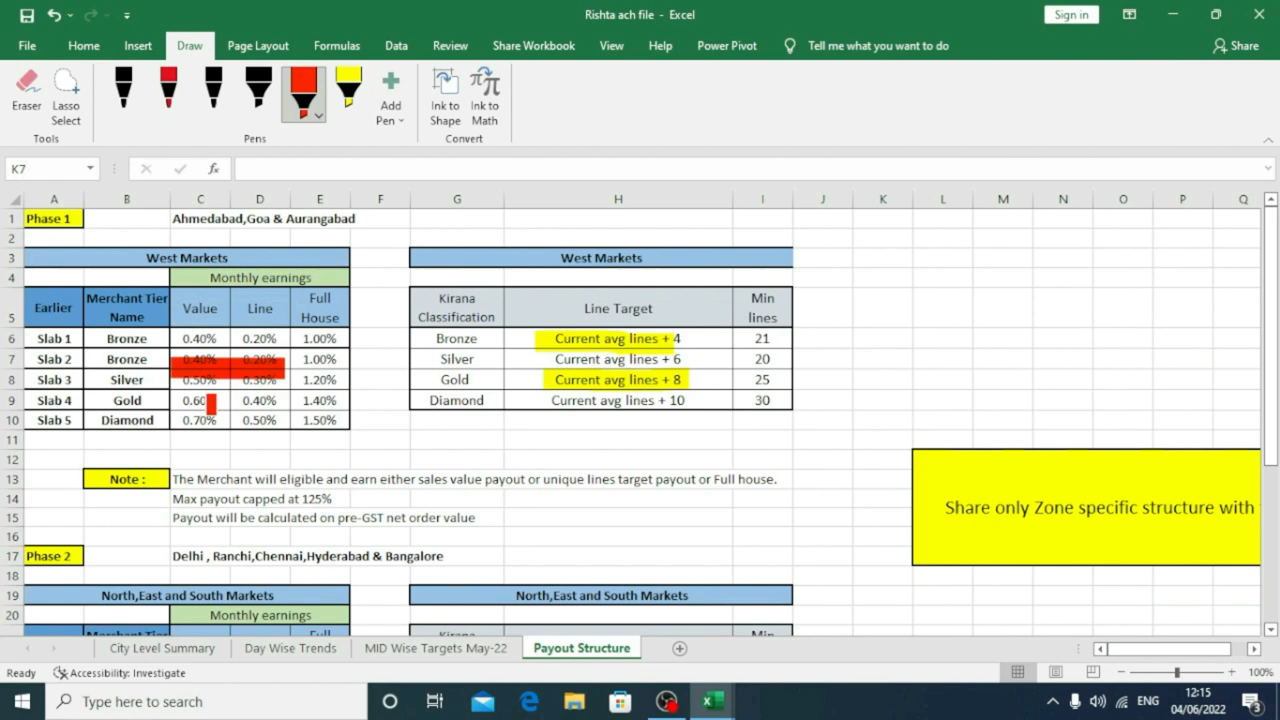 Rishta ach file - Excel
Sign in
File Home Insert Draw Page Layout Formulas Data Review Share Workbook View Help Power Pivot Tell me what you want to do Share
Eraser Lasso Select Add Pen Ink to Shape Ink to Math
Tools Pens Convert
K7
A B C D E F G H I J K L M N O P Q
1 Phase 1 Ahmedabad,Goa & Aurangabad
2
3 West Markets West Markets
4 Monthly earnings
5 Earlier Merchant Tier Name Value Line Full House Kirana Classification Line Target Min lines
6 Slab 1 Bronze 0.40% 0.20% 1.00% Bronze Current avg lines + 4 21
7 Slab 2 Bronze 0.40% 0.20% 1.00% Silver Current avg lines + 6 20
8 Slab 3 Silver 0.50% 0.30% 1.20% Gold Current avg lines + 8 25
9 Slab 4 Gold 0.60 0.40% 1.40% Diamond Current avg lines + 10 30
10 Slab 5 Diamond 0.70% 0.50% 1.50%
11
12
13 Note : The Merchant will eligible and earn either sales value payout or unique lines target payout or Full house.
14 Max payout capped at 125%
Share only Zone specific structure with
15 Payout will be calculated on pre-GST net order value
16
17 Phase 2 Delhi , Ranchi,Chennai,Hyderabad & Bangalore
18
19 North,East and South Markets North,East and South Markets
20 Monthly earnings
Merchant Tier Full Kirana Min
City Level Summary Day Wise Trends MID Wise Targets May-22 Payout Structure
Ready Accessibility: Investigate 100%
Type here to search ENG 12:15
04/06/2022 3